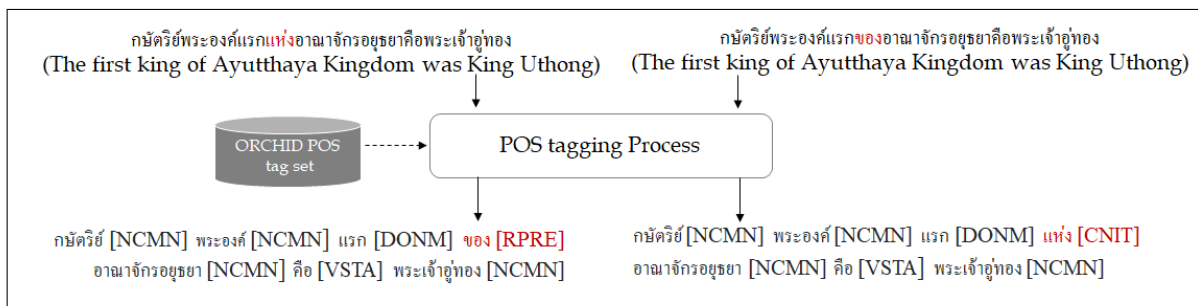 กษัตริย์พระองค์แรกแห่งอาณาจักรอยุธยาคือพระเจ้าอู่ทอง
(The first king of Ayutthaya Kingdom was King Uthong)
กษัตริย์พระองค์แรกของอาณาจักรอยุธยาคือพระเจ้าอู่ทอง
(The first king of Ayutthaya Kingdom was King Uthong)
ORCHID POS
tag set
POS tagging Process
กษัตริย์ [NCMN] พระองค์ [NCMN] แรก [DONM] ของ [RPRE]
อาณาจักรอยุธยา [NCMN] คือ [VSTA] พระเจ้าอู่ทอง [NCMN]
กษัตริย์ [NCMN] พระองค์ [NCMN] แรก [DONM] แห่ง [CNIT]
อาณาจักรอยุธยา [NCMN] คือ [VSTA] พระเจ้าอู่ทอง [NCMN]